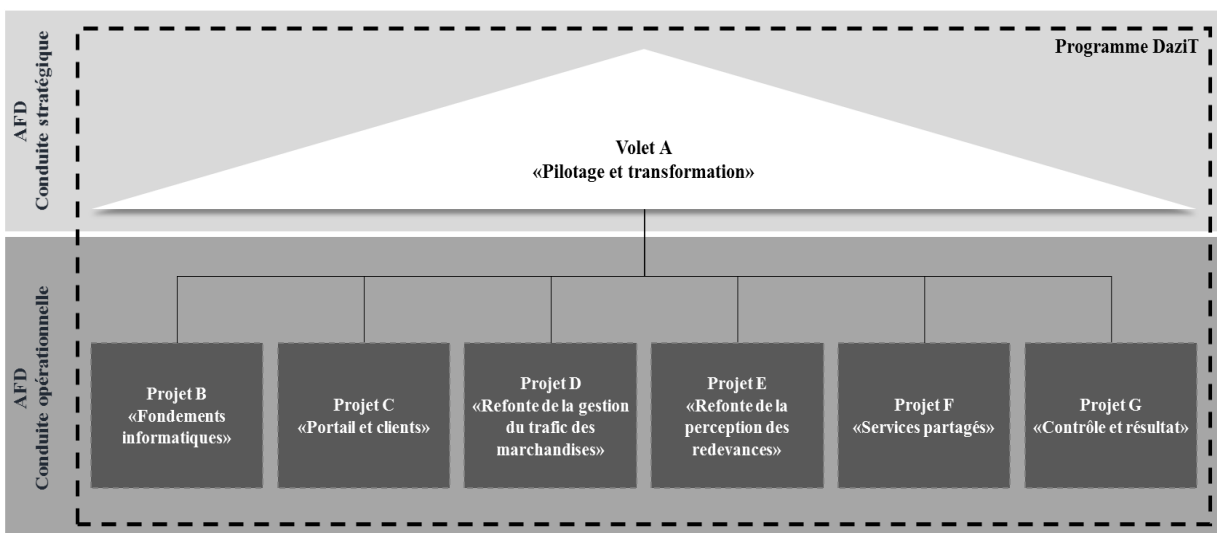 Programme DaziT
AFD
Conduite stratégique
Volet A
«Pilotage et transformation»
AFD
Conduite opérationnelle
Projet B
«Fondements
informatiques»
Projet C
«Portail et clients»
Projet D
«Refonte de la gestion
du trafic des
marchandises»
Projet E
«Refonte de la
perception des
redevances»
Projet F
«Services partagés»
Projet G
«Contrôle et résultat»